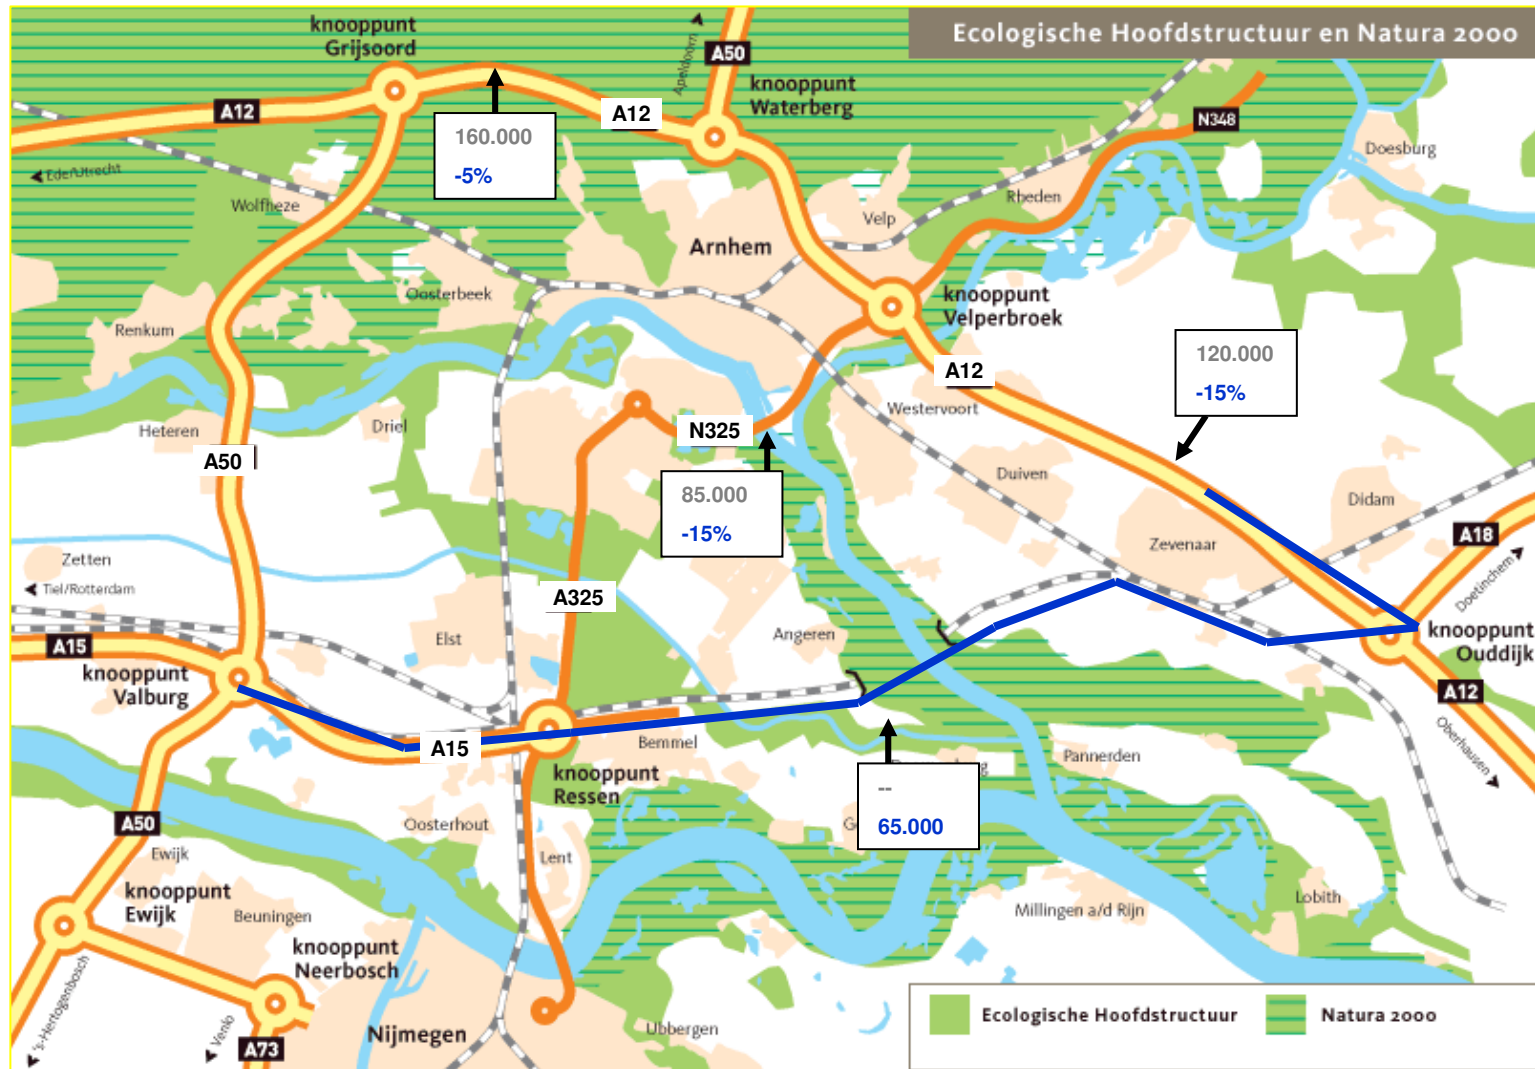 Ecologische Hoofdstructuur en Natura 2000
knooppunt
Grijsoord
A50
Apeldoorn
knooppunt
Waterberg
A12
A12
N348
160.000
-5%
Doesburg
Ede/Utrecht
Wolfheze
Rheden
Velp
Arnhem
Oosterbeek
knooppunt
Velperbroek
Renkum
120.000
-15%
A12
Westervoort
Heteren
Driel
N325
A50
Duiven
85.000
-15%
Didam
A18
Zevenaar
Zetten
Tiel/Rotterdam
Doetinchem
A325
Elst
Angeren
A15
knooppunt
Valburg
knooppunt
Ouddijk
A12
Oberhausen
A15
Bemmel
Pannerden
knooppunt
Ressen
--
65.000
A50
Oosterhout
Ewijk
Lent
knooppunt
Ewijk
Beuningen
Lobith
Millingen a/d Rijn
knooppunt
Neerbosch
's-Hertogenbosch
Venlo
Nijmegen
A73
Ubbergen
Ecologische Hoofdstructuur
Natura 2000